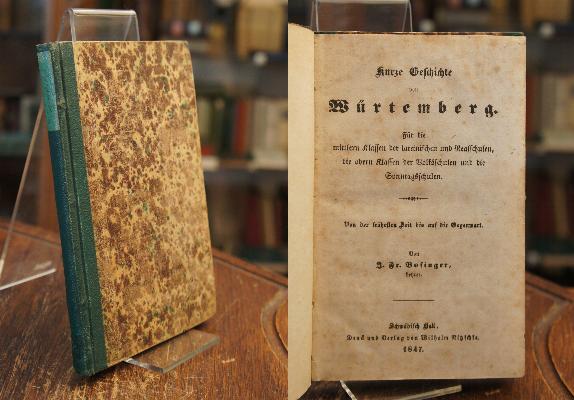 Kurze Geschichte
von
Würtemberg.
Für die
mittlern Klassen der lateinischen und Realschulen,
die obern Klassen der Volksschulen und die
Sonntagsschulen.
Von der frühesten Zeit bis auf die Gegenwart.
Von
J. Fr. Bosinger,
Lehrer.
Schwäbisch Hall.
Druck und Verlag von Wilhelm Nitzschke.
1847.